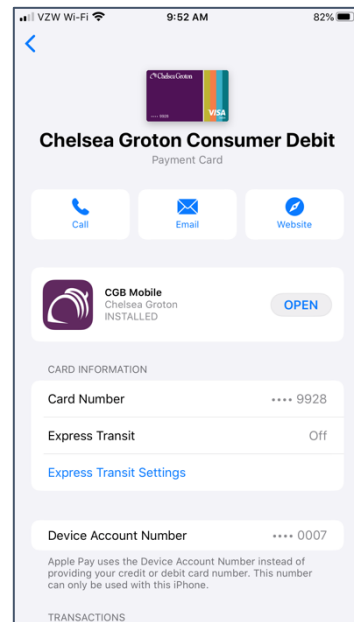 VZW Wi-Fi 9:52 AM 82%
Chelsea Groton
VISA
Chelsea Groton Consumer Debit
Payment Card
Call Email Website
CGB Mobile
Chelsea Groton
INSTALLED
OPEN
CARD INFORMATION
Card Number •••• 9928
Express Transit Off
Express Transit Settings
Device Account Number •••• 0007
Apple Pay uses the Device Account Number instead of
providing your credit or debit card number. This number
can only be used with this iPhone.
TRANSACTIONS